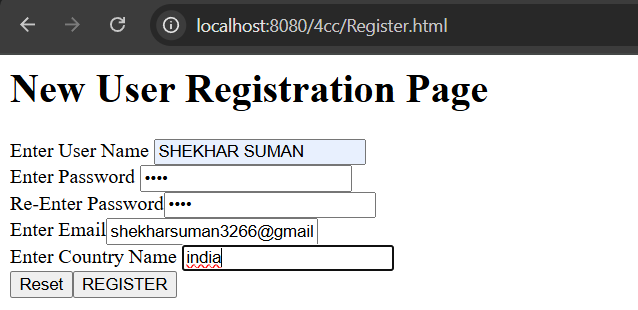 localhost:8080/4cc/Register.html
New User Registration Page
Enter User Name SHEKHAR SUMAN
Enter Password ••••
Re-Enter Password ••••
Enter Email shekharsuman3266@gmail
Enter Country Name india
Reset REGISTER